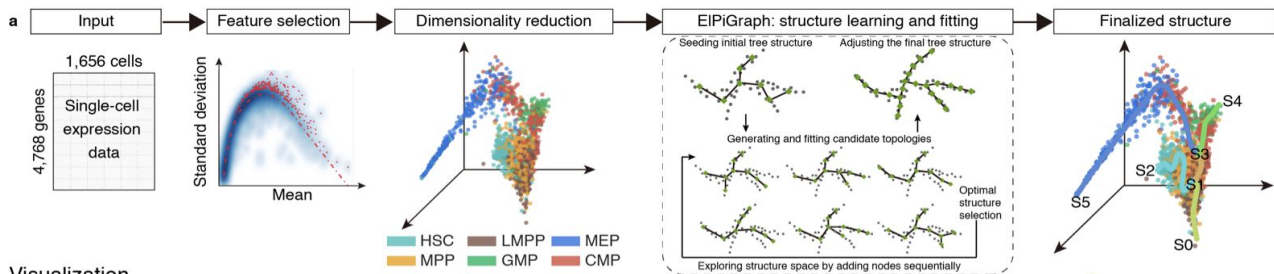 a
Input
Feature selection
Dimensionality reduction
ElPiGraph: structure learning and fitting
Finalized structure
1,656 cells
4,768 genes
Single-cell
expression
data
Standard deviation
Mean
HSC
LMPP
MEP
MPP
GMP
CMP
Seeding initial tree structure
Adjusting the final tree structure
Generating and fitting candidate topologies
Optimal
structure
selection
Exploring structure space by adding nodes sequentially
S4
S3
S2
S1
S5
S0
Visualization